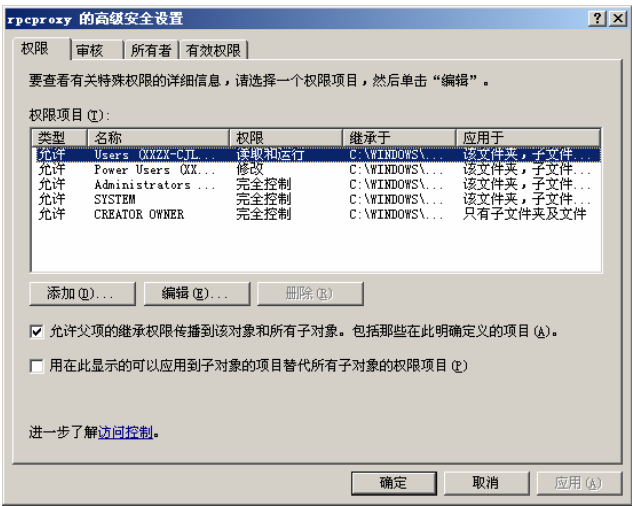 rpcproxy 的高级安全设置
权限 审核 所有者 有效权限
要查看有关特殊权限的详细信息，请选择一个权限项目，然后单击“编辑”。
权限项目(T):
类型 名称 权限 继承于 应用于
允许 Users (XXZX-CJL... 读取和运行 C:\WINDOWS\... 该文件夹，子文件...
允许 Power Users (XX... 修改 C:\WINDOWS\... 该文件夹，子文件...
允许 Administrators ... 完全控制 C:\WINDOWS\... 该文件夹，子文件...
允许 SYSTEM 完全控制 C:\WINDOWS\... 该文件夹，子文件...
允许 CREATOR OWNER 完全控制 C:\WINDOWS\... 只有子文件夹及文件
添加(D)... 编辑(E)... 删除(R)
允许父项的继承权限传播到该对象和所有子对象。包括那些在此明确定义的项目(A)。
用在此显示的可以应用到子对象的项目替代所有子对象的权限项目(P)
进一步了解访问控制。
确定 取消 应用(A)